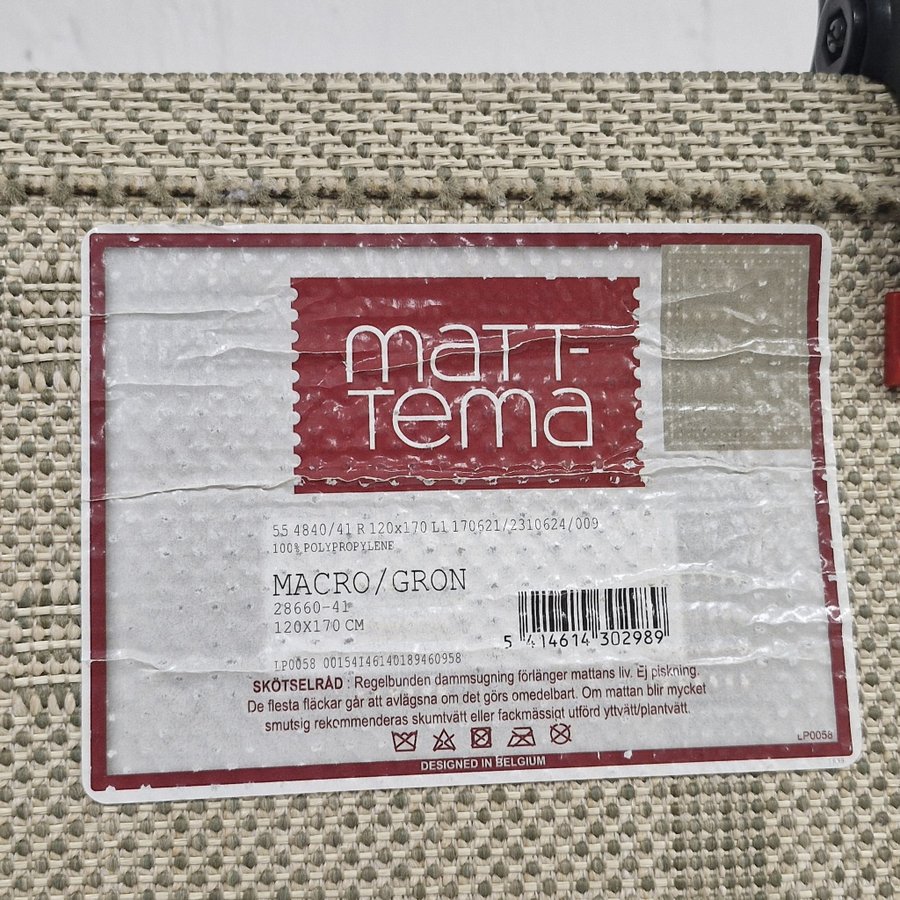 maTT-
Tema
55 4840/41 R 120x170 L1 170621/2310624/009
100% POLYPROPYLENE
MACRO/GRON
28660-41
120X170 CM
5 414614 302989
LP0058 00154146140189460958
SKÖTSELRÅD : Regelbunden dammsugning förlänger mattans liv. Ej piskning.
De flesta fläckar går att avlägsna om det görs omedelbart. Om mattan blir mycket
smutsig rekommenderas skumtvätt eller fackmässigt utförd yttvätt/plantvätt.
LP0058
DESIGNED IN BELGIUM